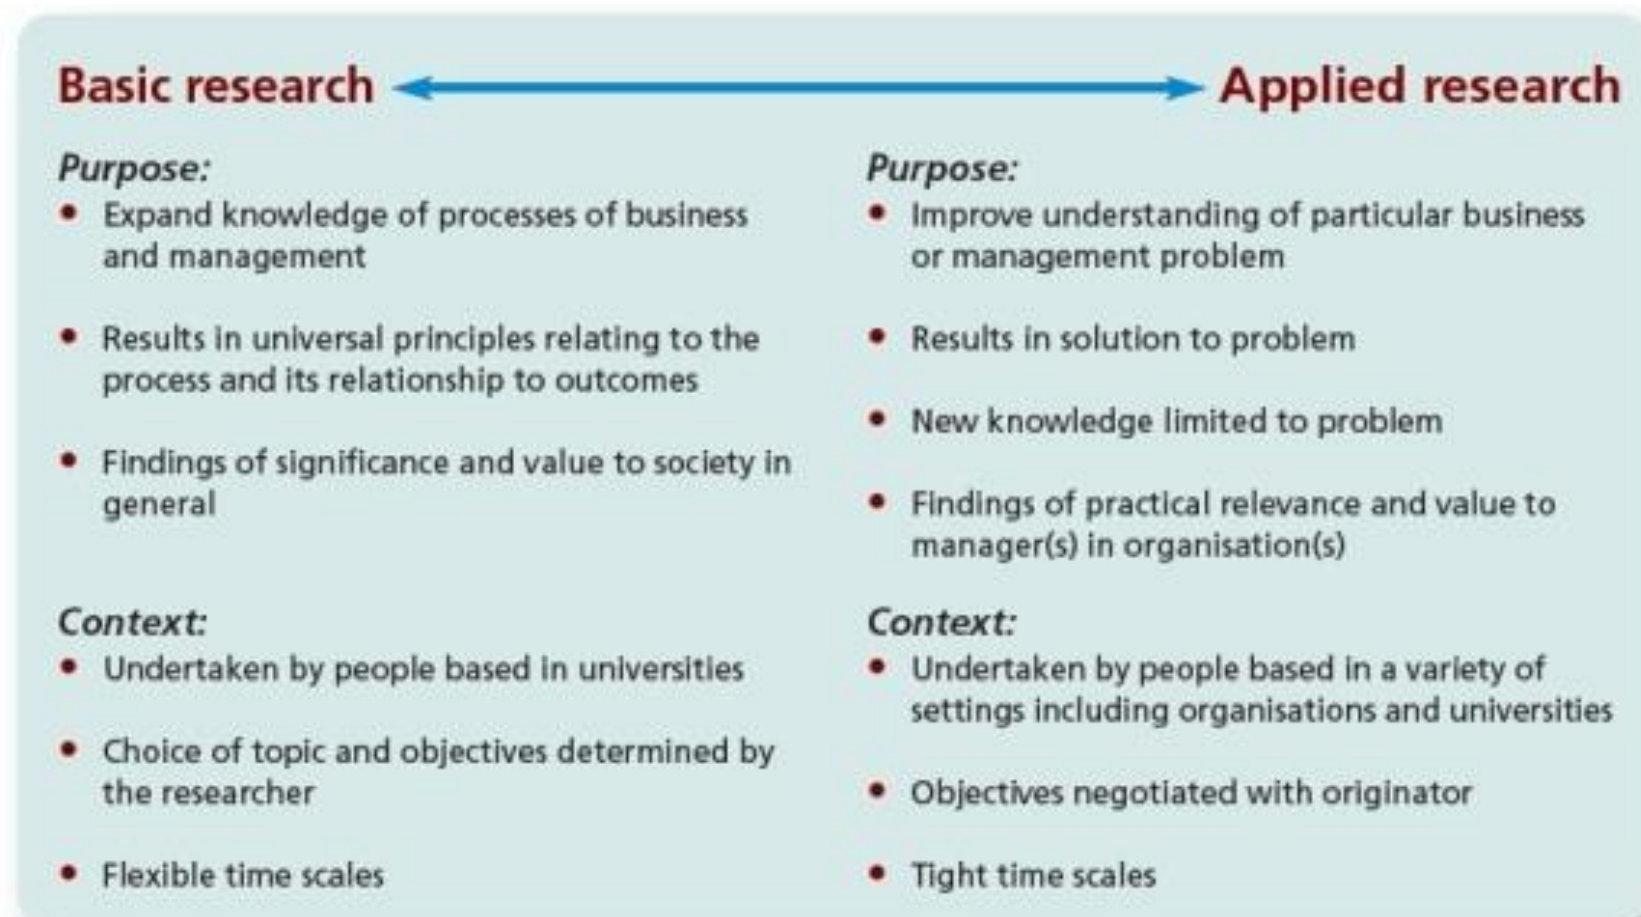 Basic research
Applied research
Purpose:
• Expand knowledge of processes of business
and management
• Results in universal principles relating to the
process and its relationship to outcomes
• Findings of significance and value to society in
general
Context:
• Undertaken by people based in universities
• Choice of topic and objectives determined by
the researcher
• Flexible time scales
Purpose:
• Improve understanding of particular business
or management problem
• Results in solution to problem
• New knowledge limited to problem
• Findings of practical relevance and value to
manager(s) in organisation(s)
Context:
• Undertaken by people based in a variety of
settings including organisations and universities
• Objectives negotiated with originator
• Tight time scales